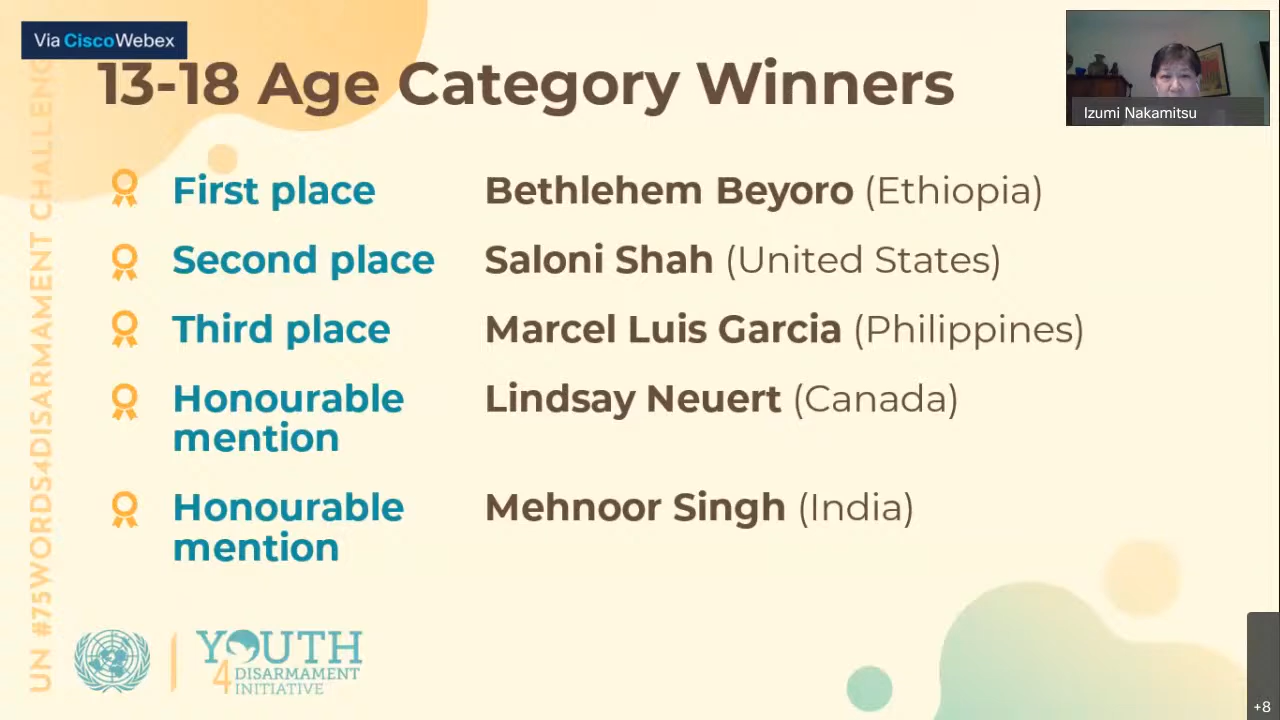 Via CiscoWebex
13-18 Age Category Winners
Izumi Nakamitsu
First place Bethlehem Beyoro (Ethiopia)
Second place Saloni Shah (United States)
Third place Marcel Luis Garcia (Philippines)
Honourable Lindsay Neuert (Canada)
mention
Honourable Mehnoor Singh (India)
mention
UN #75WORDS4DISARMAMENT CHALLENG
YOUTH
4 DISARMAMENT
INITIATIVE
+8